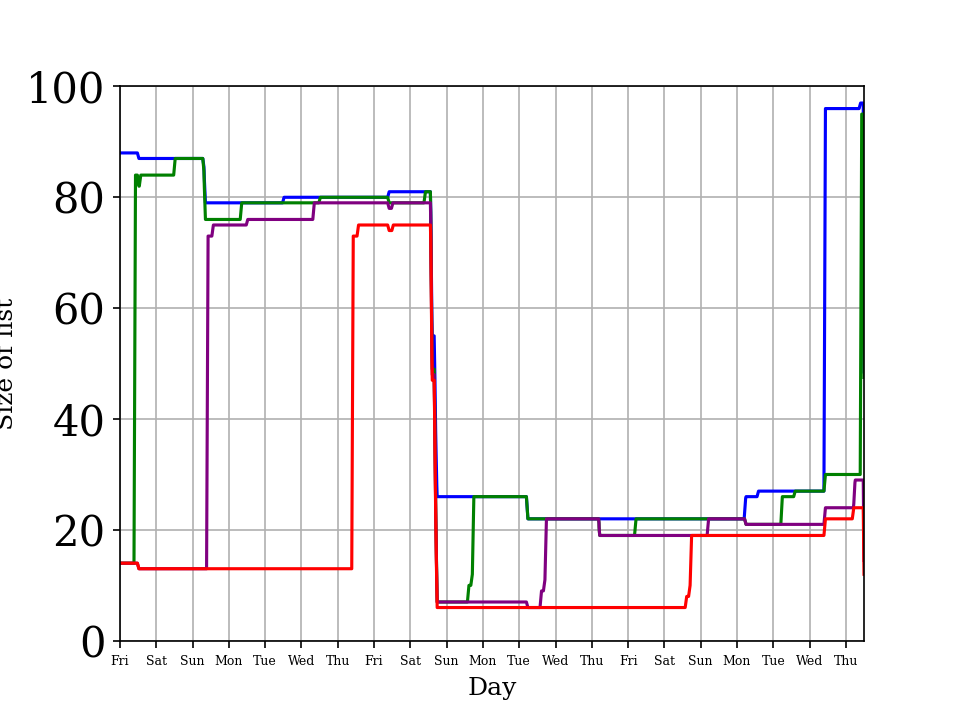 100
80
60
40
20
0
Size of list
Fri Sat Sun Mon Tue Wed Thu Fri Sat Sun Mon Tue Wed Thu Fri Sat Sun Mon Tue Wed Thu
Day